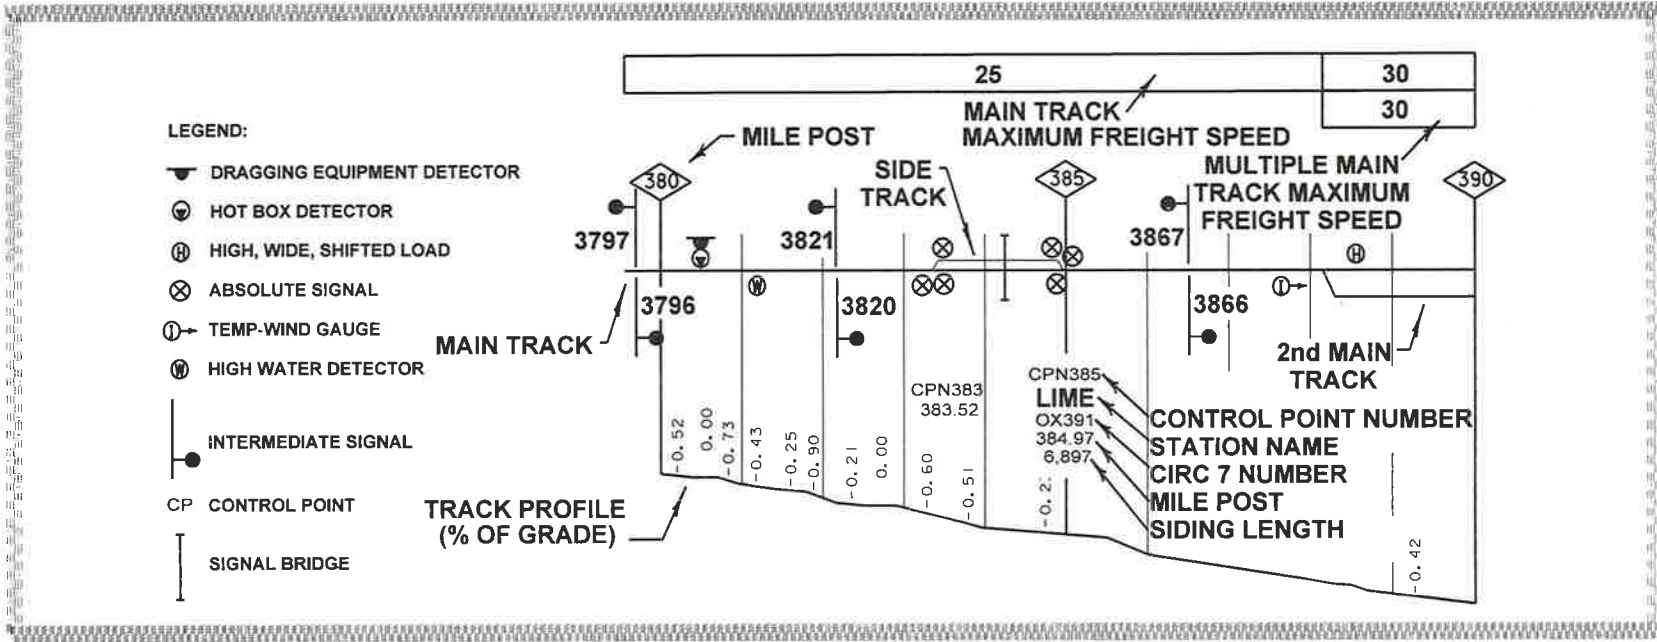 25
30
30
MAIN TRACK
MAXIMUM FREIGHT SPEED
MULTIPLE MAIN
TRACK MAXIMUM
FREIGHT SPEED
LEGEND:
DRAGGING EQUIPMENT DETECTOR
HOT BOX DETECTOR
H HIGH, WIDE, SHIFTED LOAD
ABSOLUTE SIGNAL
I TEMP-WIND GAUGE
W HIGH WATER DETECTOR
INTERMEDIATE SIGNAL
CP CONTROL POINT
SIGNAL BRIDGE
MILE POST
SIDE
TRACK
380
385
390
3797
3821
3867
H
3796
W
3820
3866
I
MAIN TRACK
2nd MAIN
TRACK
CPN383
383.52
CPN385
LIME
OX391
384.97
6,897
CONTROL POINT NUMBER
STATION NAME
CIRC 7 NUMBER
MILE POST
SIDING LENGTH
-0.52
0.00
-0.73
-0.43
-0.25
-0.90
-0.21
0.00
-0.60
-0.51
-0.2
-0.42
TRACK PROFILE
(% OF GRADE)